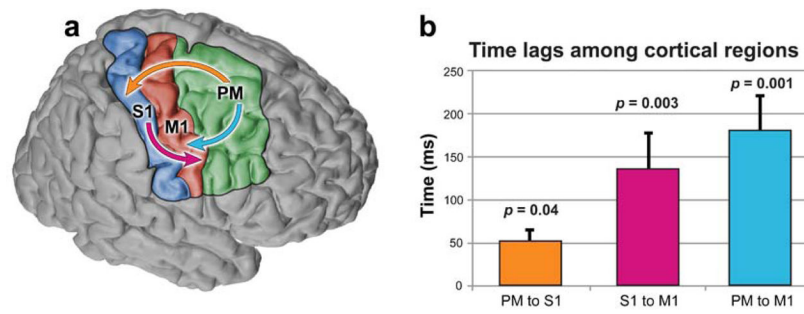 a
PM
S1
M1
b
Time lags among cortical regions
Time (ms)
250
200
150
100
50
0
p = 0.04
p = 0.003
p = 0.001
PM to S1
S1 to M1
PM to M1